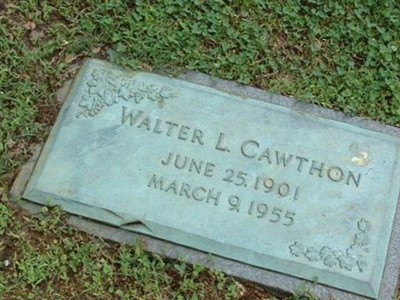 WALTER L. CAWTHON
JUNE 25, 1901
MARCH 9, 1955